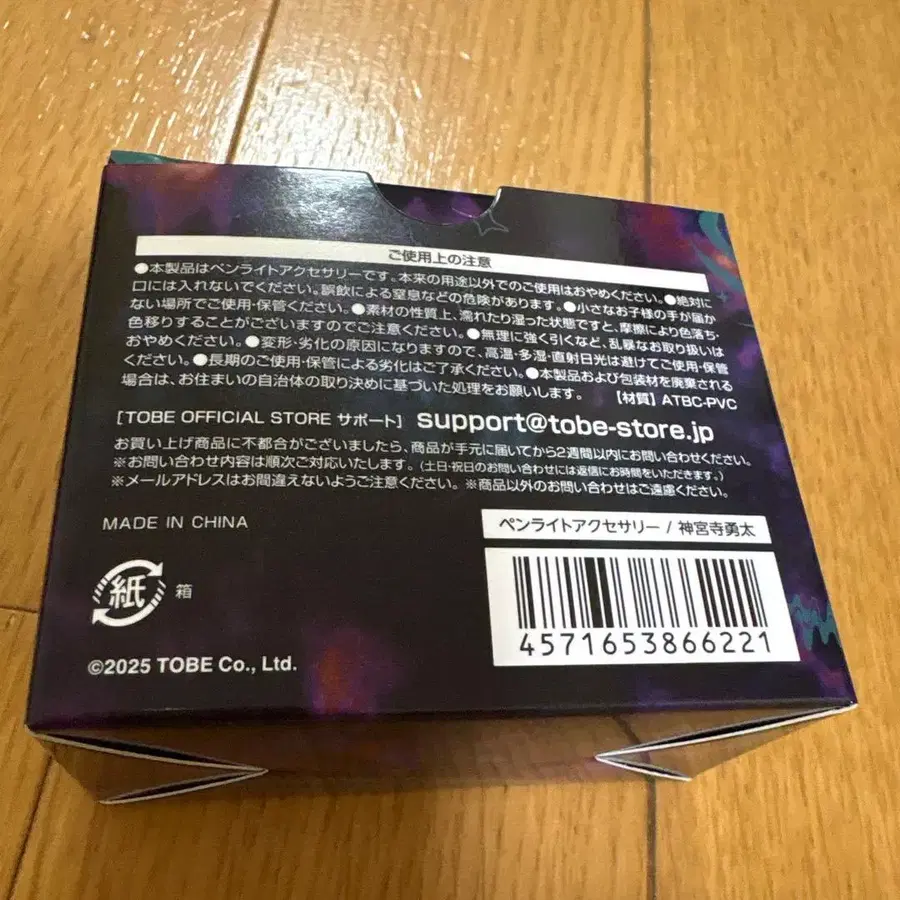 ご使用上の注意
●本製品はペンライトアクセサリーです。本来の用途以外でのご使用はおやめください。●絶対に
口には入れないでください。誤飲による窒息などの危険があります。●小さなお子様の手が届か
ない場所でご使用・保管ください。●素材の性質上、濡れたり湿った状態ですと、摩擦により色落ち・
色移りすることがございますのでご注意ください。●無理に強く引くなど、乱暴なお取り扱いは
おやめください。●変形・劣化の原因になりますので、高温・多湿・直射日光は避けてご使用・保管
ください。●長期のご使用・保管による劣化はご了承ください。●本製品および包装材を廃棄される
場合は、お住まいの自治体の取り決めに基づいた処理をお願いします。 【材質】ATBC-PVC
［TOBE OFFICIAL STORE サポート］ support@tobe-store.jp
お買い上げ商品に不都合がございましたら、商品が手元に届いてから2週間以内にお問い合わせください。
※お問い合わせ内容は順次ご対応いたします。（土日・祝日のお問い合わせには返信にお時間をいただきます。）
※メールアドレスはお間違えないようご注意ください。※商品以外のお問い合わせはご遠慮ください。
MADE IN CHINA
ペンライトアクセサリー / 神宮寺勇太
紙 箱
4571653866221
©2025 TOBE Co., Ltd.